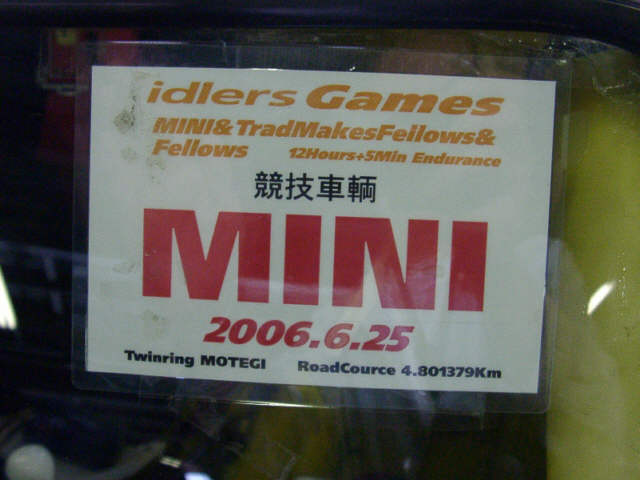 idlers Games
MINI& TradMakesFellows&
Fellows 12Hours+5Min Endurance
競技車輌
MINI
2006.6.25
Twinring MOTEGI RoadCource 4.801379Km